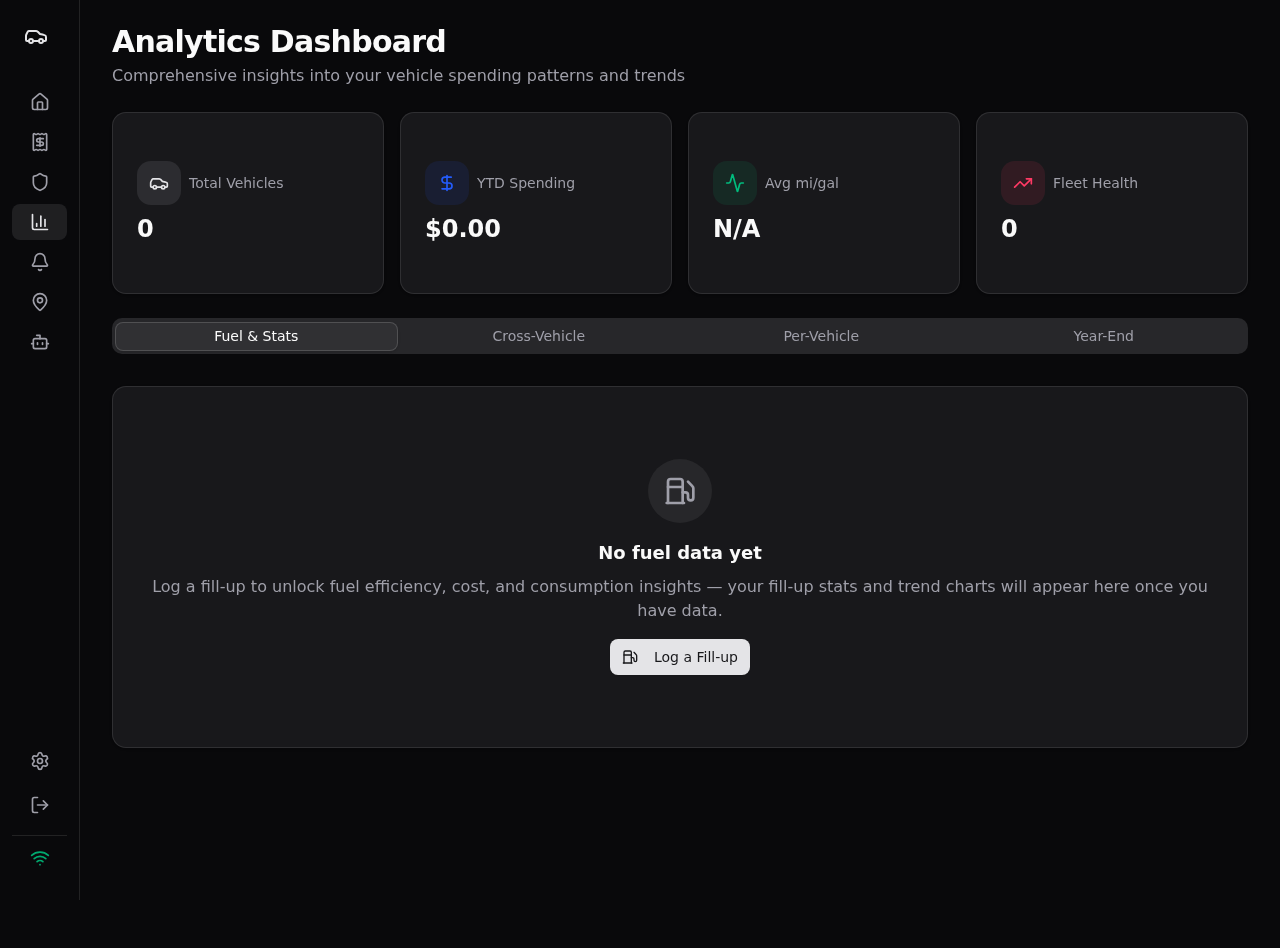 Analytics Dashboard
Comprehensive insights into your vehicle spending patterns and trends
Total Vehicles
0
YTD Spending
$0.00
Avg mi/gal
N/A
Fleet Health
0
Fuel & Stats
Cross-Vehicle
Per-Vehicle
Year-End
No fuel data yet
Log a fill-up to unlock fuel efficiency, cost, and consumption insights — your fill-up stats and trend charts will appear here once you
have data.
Log a Fill-up